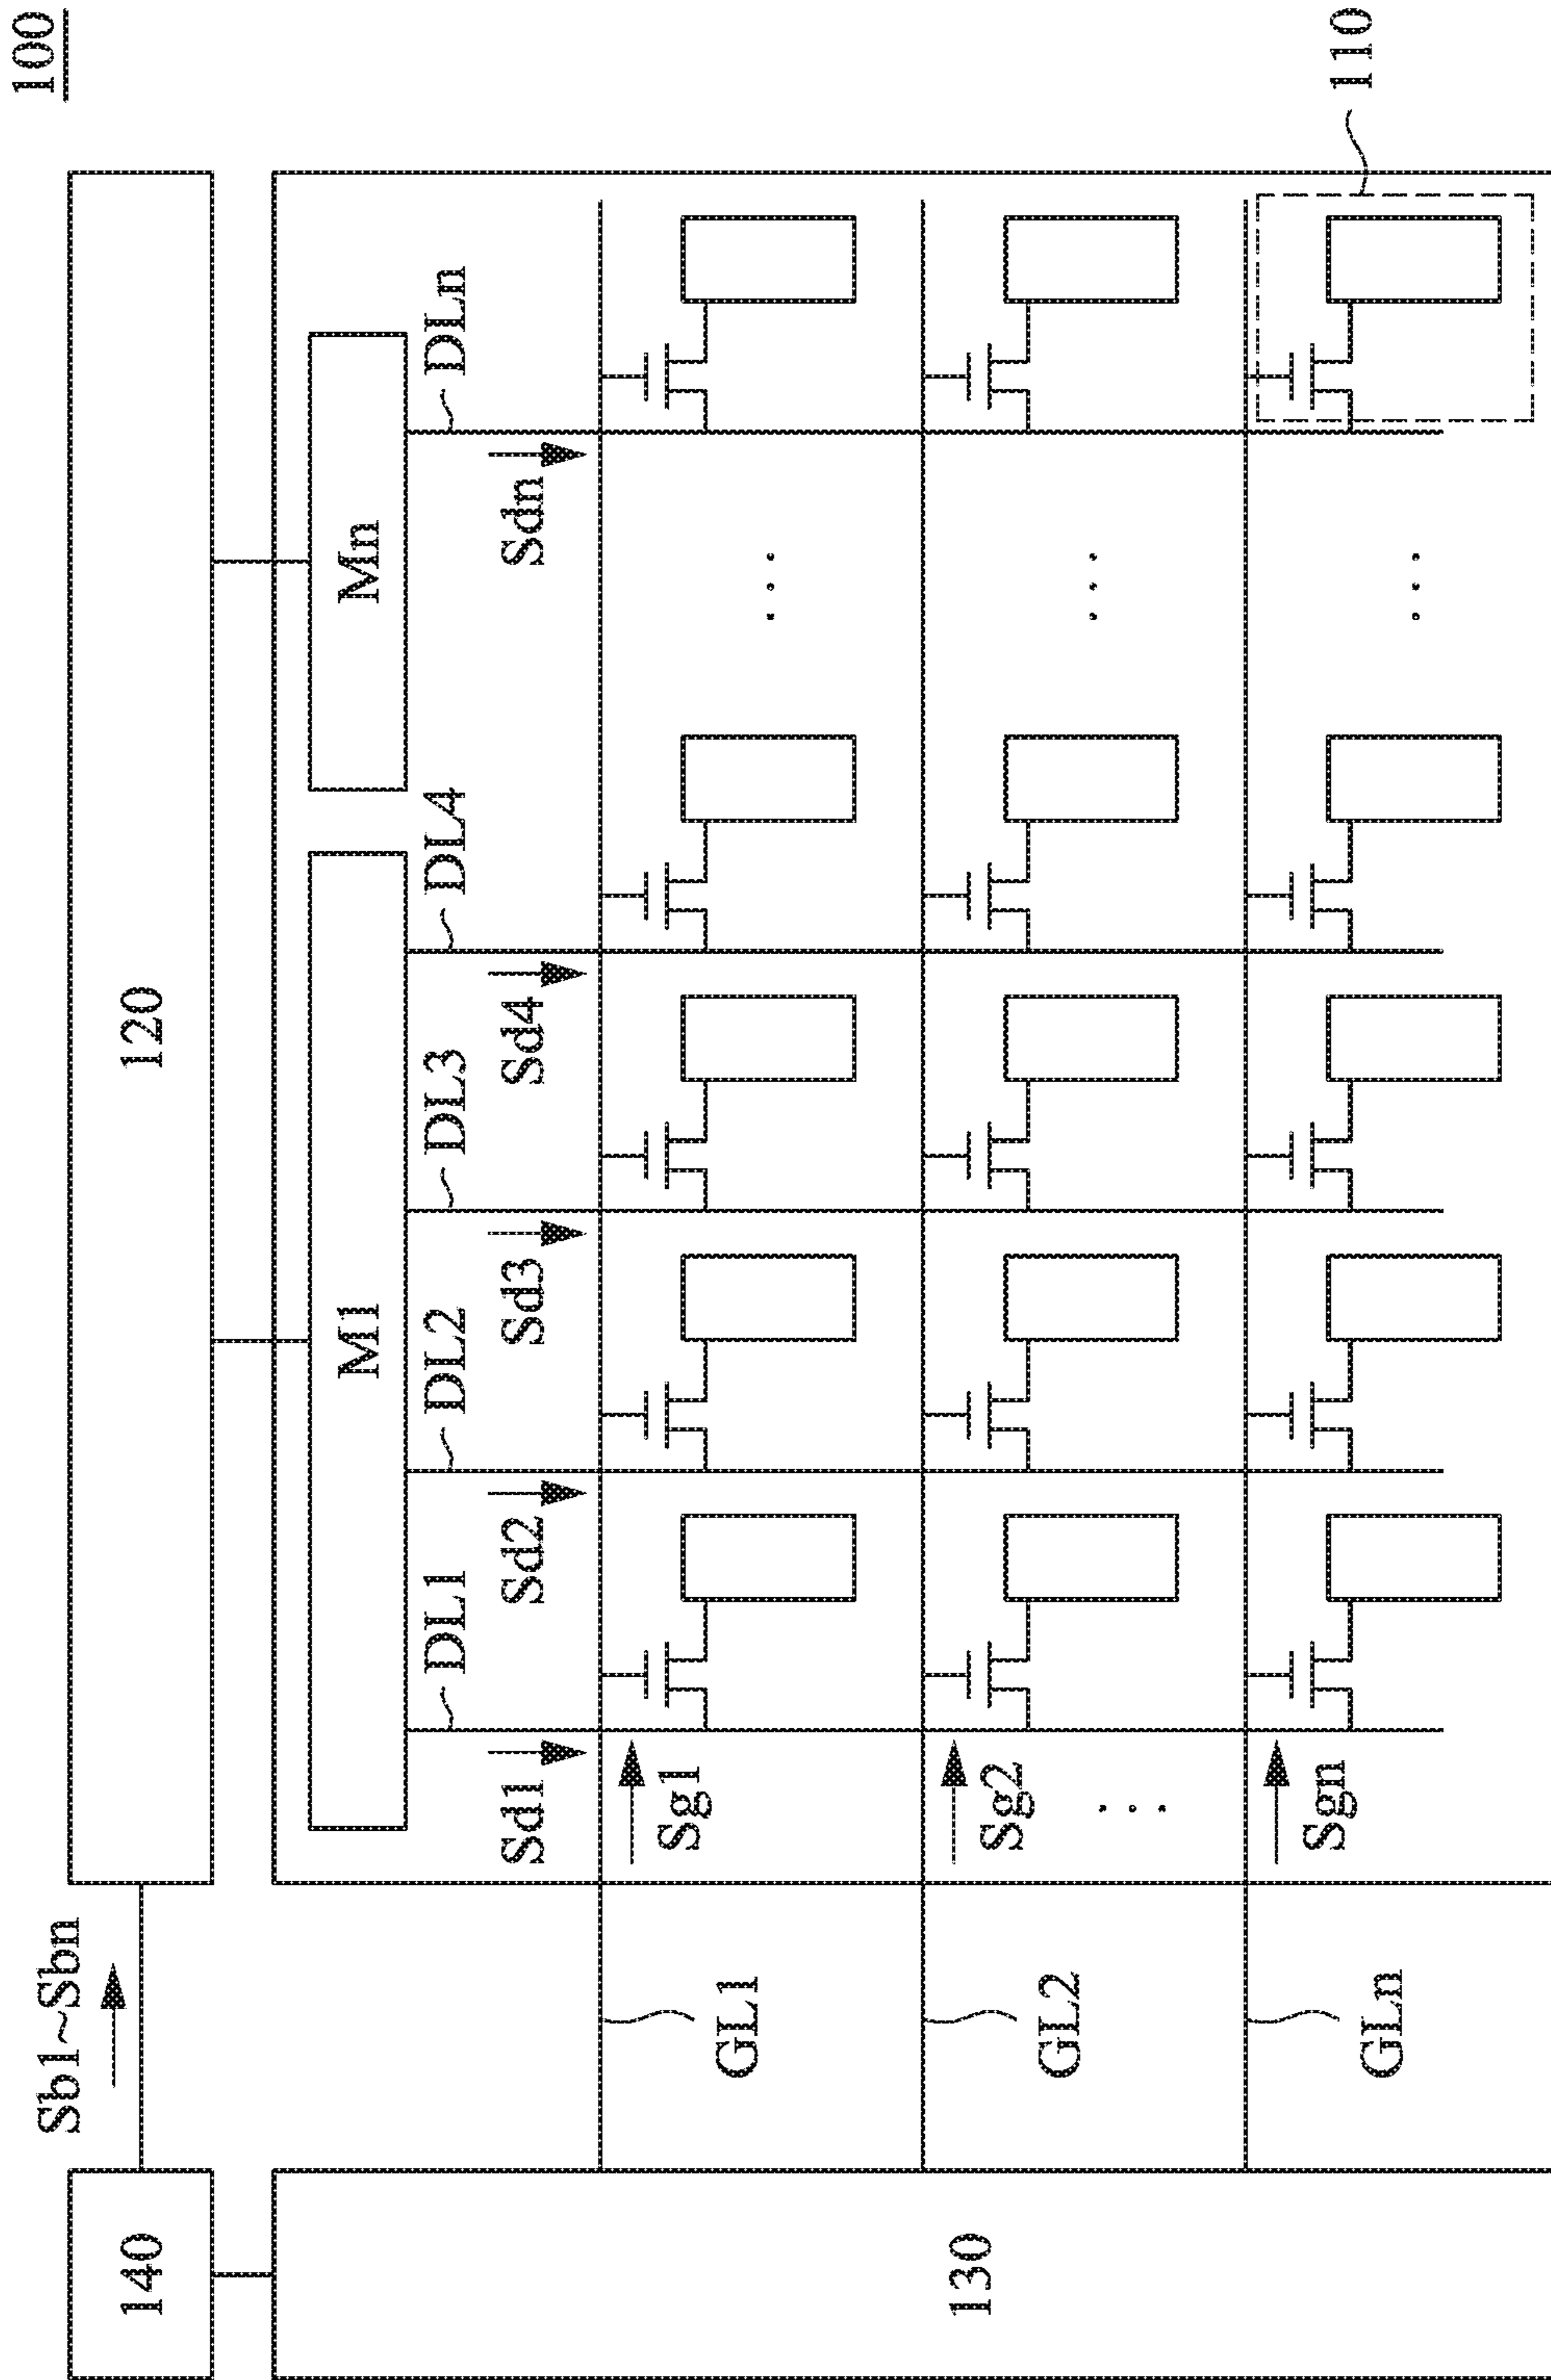 100
Sb1~Sbn
140
120
M1
Mn
DL1
DL2
DL3
DL4
DLn
Sd1
Sd2
Sd3
Sd4
Sdn
Sg1
GL1
...
Sg2
GL2
...
...
130
Sgn
GLn
...
110